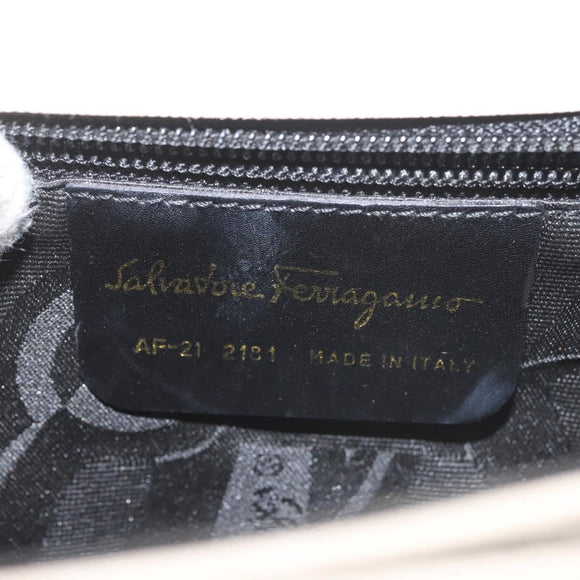 Salvatore Ferragamo
AF-21 2181 MADE IN ITALY